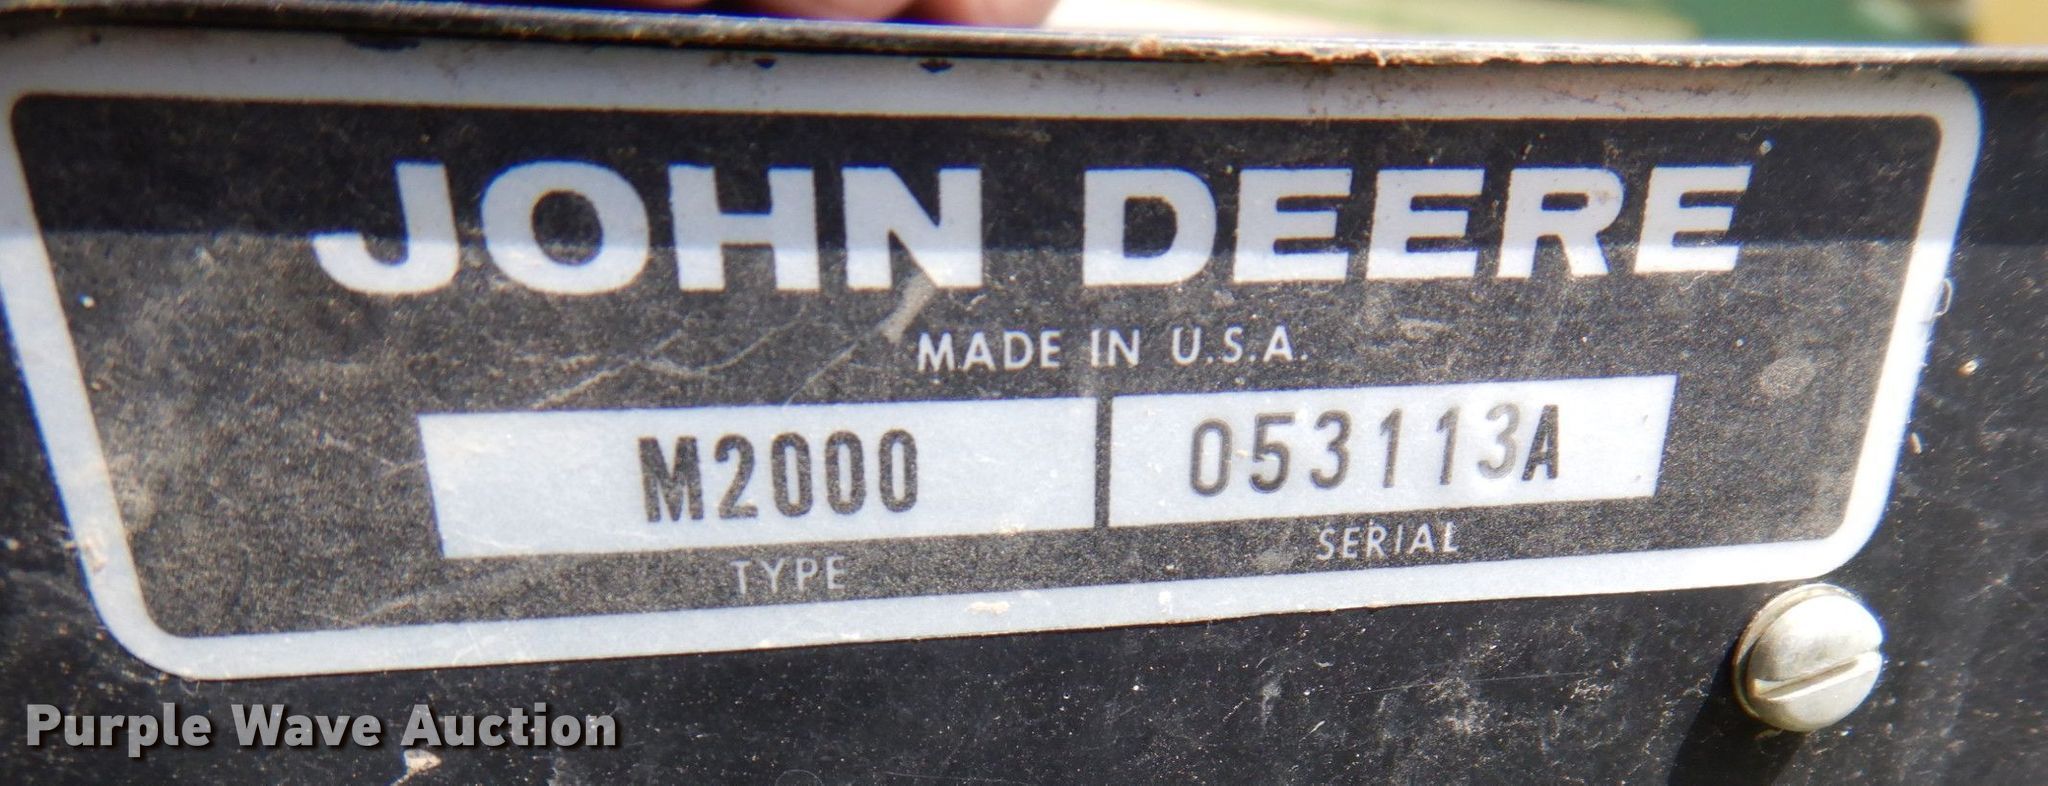 JOHN DEERE
MADE IN U.S.A.
M2000 053113A
TYPE SERIAL
Purple Wave Auction